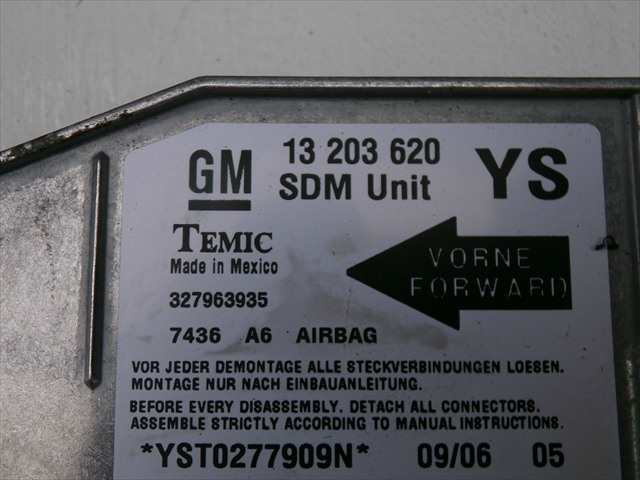 GM 13 203 620 YS
SDM Unit
TEMIC
Made in Mexico
VORNE
FORWARD
327963935
7436 A6 AIRBAG
VOR JEDER DEMONTAGE ALLE STECKVERBINDUNGEN LOESEN.
MONTAGE NUR NACH EINBAUANLEITUNG.
BEFORE EVERY DISASSEMBLY. DETACH ALL CONNECTORS.
ASSEMBLE STRICTLY ACCORDING TO MANUAL INSTRUCTIONS.
*YST0277909N* 09/06 05